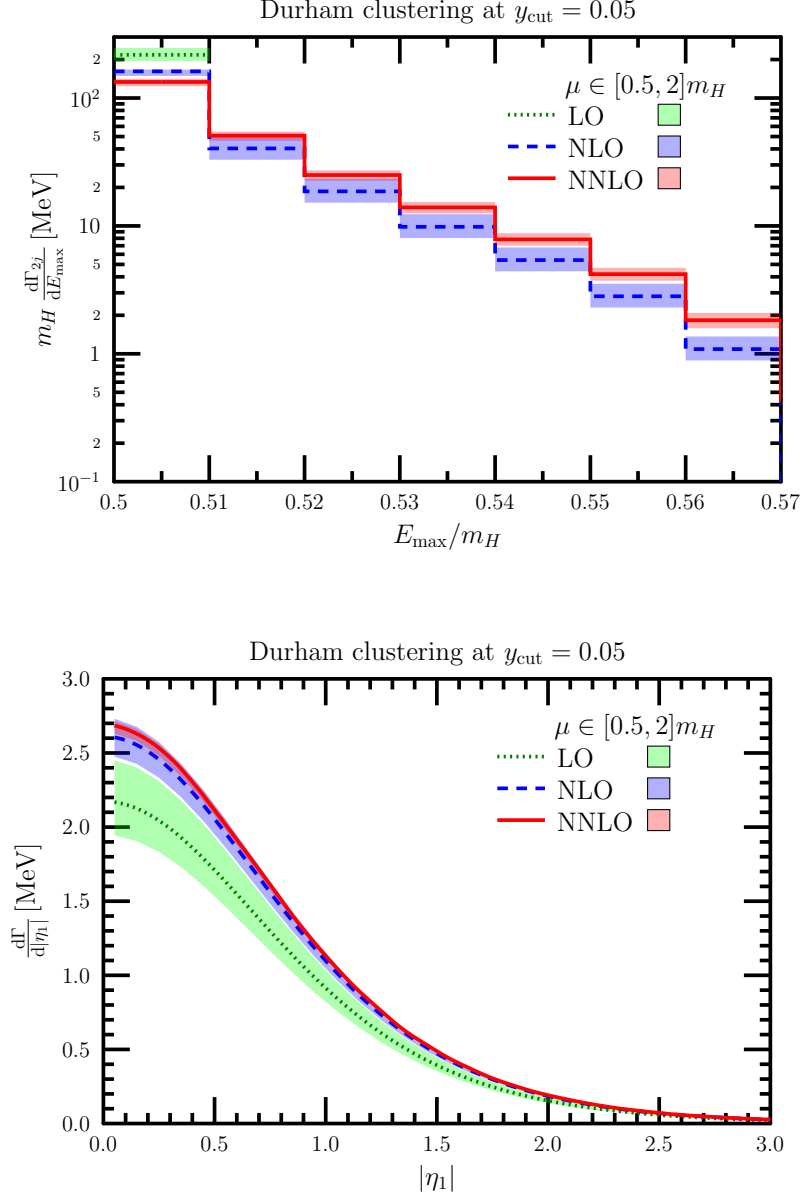 Durham clustering at y_cut = 0.05
μ ∈ [0.5, 2]m_H
LO
NLO
NNLO
m_H dΓ_2j/dE_max [MeV]
2
10²
5
2
10
5
2
1
5
2
10⁻¹
0.5 0.51 0.52 0.53 0.54 0.55 0.56 0.57
E_max/m_H
Durham clustering at y_cut = 0.05
μ ∈ [0.5, 2]m_H
LO
NLO
NNLO
dΓ/d|η₁| [MeV]
3.0
2.5
2.0
1.5
1.0
0.5
0.0
0.0 0.5 1.0 1.5 2.0 2.5 3.0
|η₁|